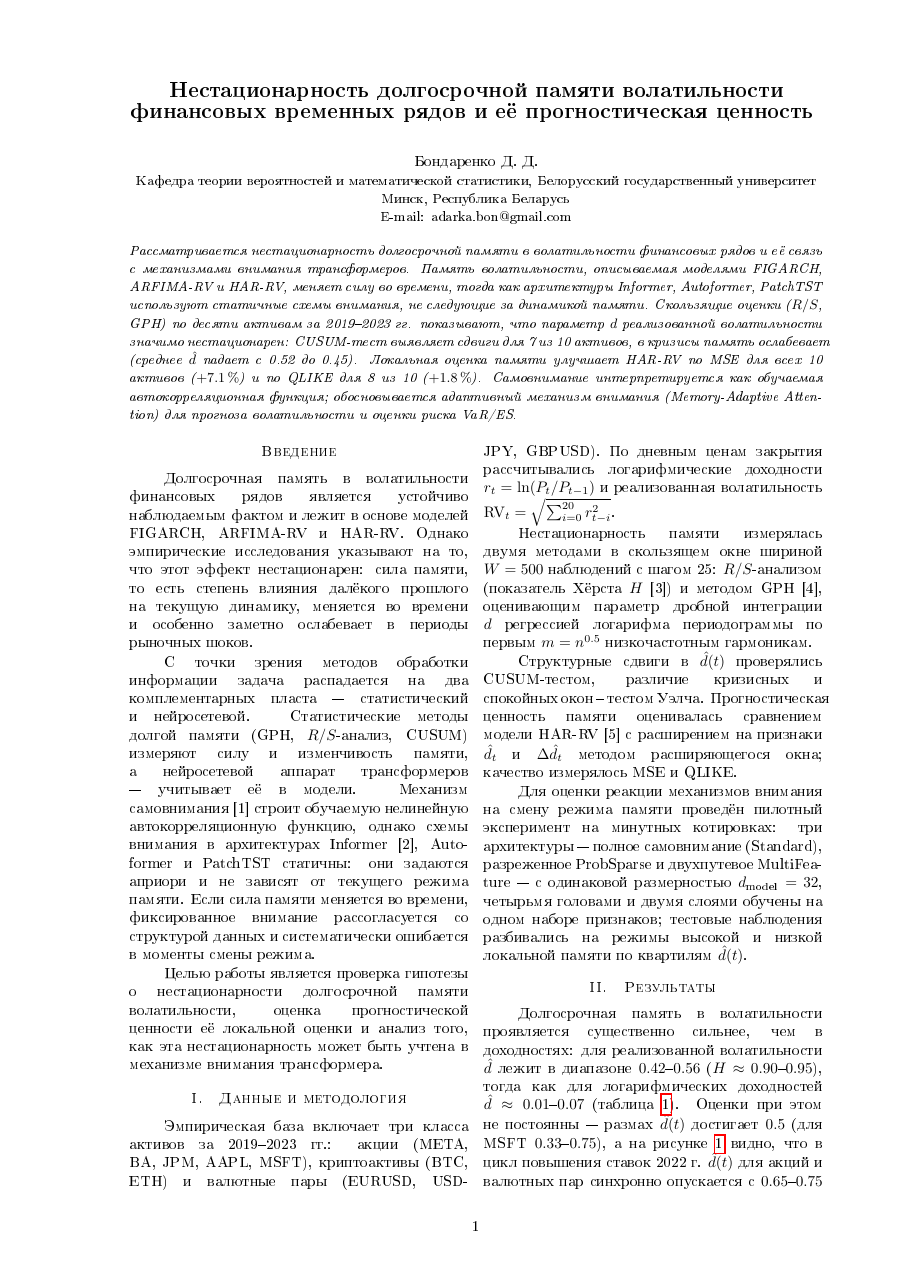 Нестационарность долгосрочной памяти волатильности
финансовых временных рядов и её прогностическая ценность
Бондаренко Д. Д.
Кафедра теории вероятностей и математической статистики, Белорусский государственный университет
Минск, Республика Беларусь
E-mail: adarka.bon@gmail.com
Рассматривается нестационарность долгосрочной памяти в волатильности финансовых рядов и её связь
с механизмами внимания трансформеров. Память волатильности, описываемая моделями FIGARCH,
ARFIMA-RV и HAR-RV, меняет силу во времени, тогда как архитектуры Informer, Autoformer, PatchTST
используют статичные схемы внимания, не следующие за динамикой памяти. Скользящие оценки (R/S,
GPH) по десяти активам за 2019–2023 гг. показывают, что параметр d реализованной волатильности
значимо нестационарен: CUSUM-тест выявляет сдвиги для 7 из 10 активов, в кризисы память ослабевает
(среднее d̂ падает с 0.52 до 0.45). Локальная оценка памяти улучшает HAR-RV по MSE для всех 10
активов (+7.1 %) и по QLIKE для 8 из 10 (+1.8 %). Самовнимание интерпретируется как обучаемая
автокорреляционная функция; обосновывается адаптивный механизм внимания (Memory-Adaptive Atten-
tion) для прогноза волатильности и оценки риска VaR/ES.
Введение
Долгосрочная память в волатильности
финансовых рядов является устойчиво
наблюдаемым фактом и лежит в основе моделей
FIGARCH, ARFIMA-RV и HAR-RV. Однако
эмпирические исследования указывают на то,
что этот эффект нестационарен: сила памяти,
то есть степень влияния далёкого прошлого
на текущую динамику, меняется во времени
и особенно заметно ослабевает в периоды
рыночных шоков.
С точки зрения методов обработки
информации задача распадается на два
комплементарных пласта — статистический
и нейросетевой. Статистические методы
долгой памяти (GPH, R/S-анализ, CUSUM)
измеряют силу и изменчивость памяти,
а нейросетевой аппарат трансформеров
— учитывает её в модели. Механизм
самовнимания [1] строит обучаемую нелинейную
автокорреляционную функцию, однако схемы
внимания в архитектурах Informer [2], Auto-
former и PatchTST статичны: они задаются
априори и не зависят от текущего режима
памяти. Если сила памяти меняется во времени,
фиксированное внимание рассогласуется со
структурой данных и систематически ошибается
в моменты смены режима.
Целью работы является проверка гипотезы
о нестационарности долгосрочной памяти
волатильности, оценка прогностической
ценности её локальной оценки и анализ того,
как эта нестационарность может быть учтена в
механизме внимания трансформера.
I. Данные и методология
Эмпирическая база включает три класса
активов за 2019–2023 гг.: акции (META,
BA, JPM, AAPL, MSFT), криптоактивы (BTC,
ETH) и валютные пары (EURUSD, USD-
JPY, GBPUSD). По дневным ценам закрытия
рассчитывались логарифмические доходности
r_t = ln(P_t/P_{t−1}) и реализованная волатильность
RV_t = √(∑_{i=0}^{20} r²_{t−i}).
Нестационарность памяти измерялась
двумя методами в скользящем окне шириной
W = 500 наблюдений с шагом 25: R/S-анализом
(показатель Хёрста H [3]) и методом GPH [4],
оценивающим параметр дробной интеграции
d регрессией логарифма периодограммы по
первым m = n^{0.5} низкочастотным гармоникам.
Структурные сдвиги в d̂(t) проверялись
CUSUM-тестом, различие кризисных и
спокойных окон – тестом Уэлча. Прогностическая
ценность памяти оценивалась сравнением
модели HAR-RV [5] с расширением на признаки
d̂_t и Δd̂_t методом расширяющегося окна;
качество измерялось MSE и QLIKE.
Для оценки реакции механизмов внимания
на смену режима памяти проведён пилотный
эксперимент на минутных котировках: три
архитектуры — полное самовнимание (Standard),
разреженное ProbSparse и двухпутевое MultiFea-
ture — с одинаковой размерностью d_model = 32,
четырьмя головами и двумя слоями обучены на
одном наборе признаков; тестовые наблюдения
разбивались на режимы высокой и низкой
локальной памяти по квартилям d̂(t).
II. Результаты
Долгосрочная память в волатильности
проявляется существенно сильнее, чем в
доходностях: для реализованной волатильности
d̂ лежит в диапазоне 0.42–0.56 (H ≈ 0.90–0.95),
тогда как для логарифмических доходностей
d̂ ≈ 0.01–0.07 (таблица 1). Оценки при этом
не постоянны — размах d(t) достигает 0.5 (для
MSFT 0.33–0.75), а на рисунке 1 видно, что в
цикл повышения ставок 2022 г. d(t) для акций и
валютных пар синхронно опускается с 0.65–0.75
1